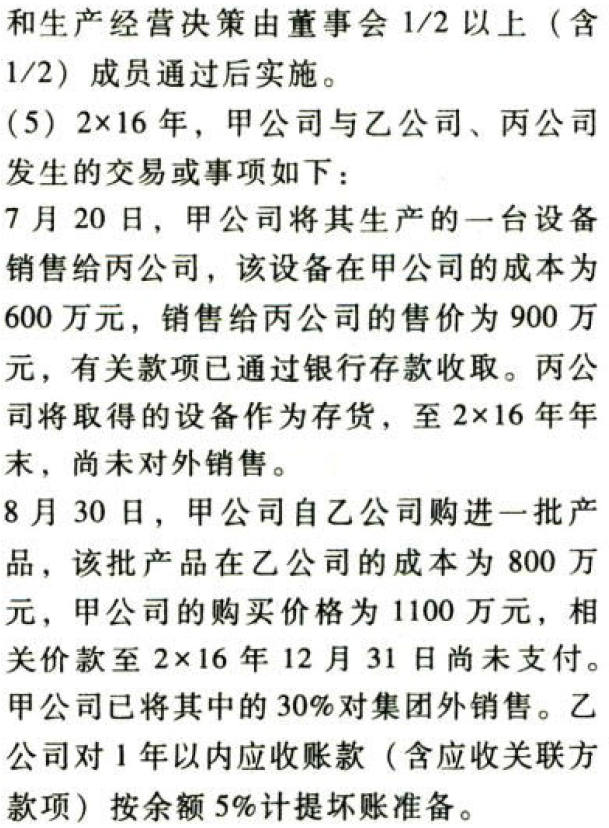 和生产经营决策由董事会 1/2 以上（含
1/2）成员通过后实施。
(5) 2×16 年，甲公司与乙公司、丙公司
发生的交易或事项如下：
7 月 20 日，甲公司将其生产的一台设备
销售给丙公司，该设备在甲公司的成本为
600 万元，销售给丙公司的售价为 900 万
元，有关款项已通过银行存款收取。丙公
司将取得的设备作为存货，至 2×16 年年
末，尚未对外销售。
8 月 30 日，甲公司自乙公司购进一批产
品，该批产品在乙公司的成本为 800 万
元，甲公司的购买价格为 1100 万元，相
关价款至 2×16 年 12 月 31 日尚未支付。
甲公司已将其中的 30%对集团外销售。乙
公司对 1 年以内应收账款（含应收关联方
款项）按余额 5%计提坏账准备。